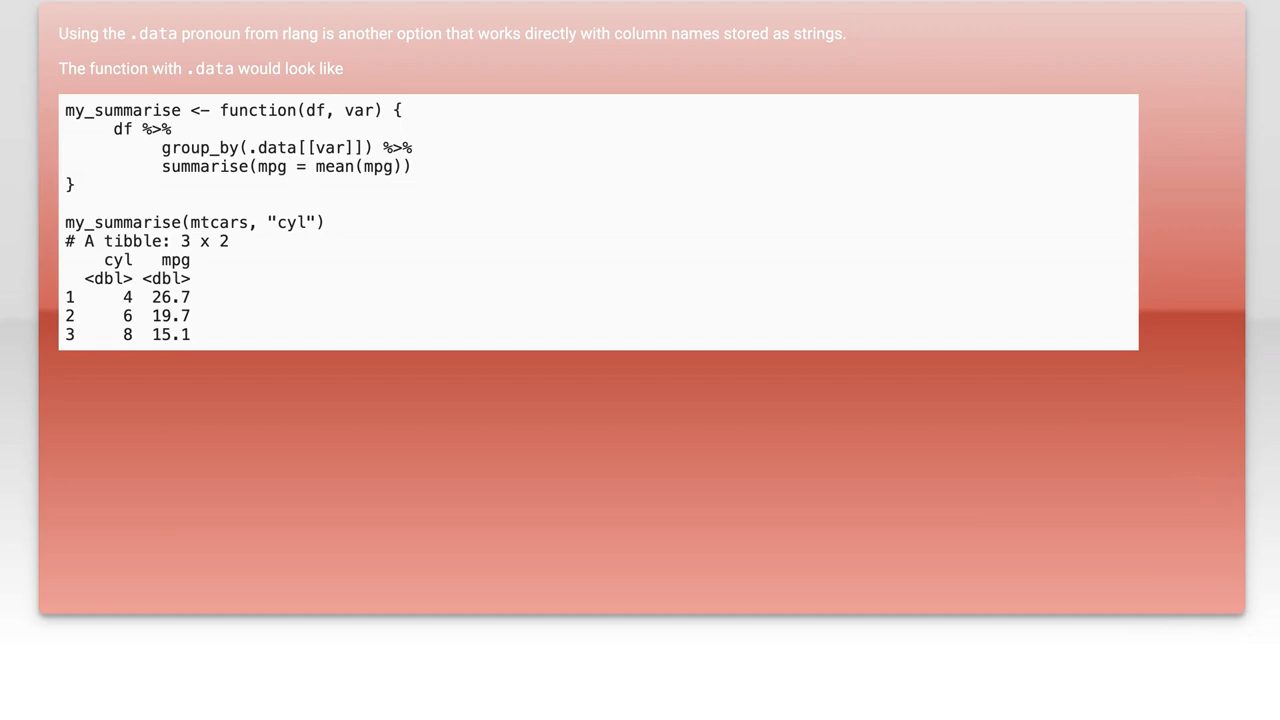 Using the .data pronoun from rlang is another option that works directly with column names stored as strings.
The function with .data would look like
my_summarise <- function(df, var) {
     df %>%
          group_by(.data[[var]]) %>%
          summarise(mpg = mean(mpg))
}
my_summarise(mtcars, "cyl")
# A tibble: 3 x 2
    cyl   mpg
  <dbl> <dbl>
1     4  26.7
2     6  19.7
3     8  15.1